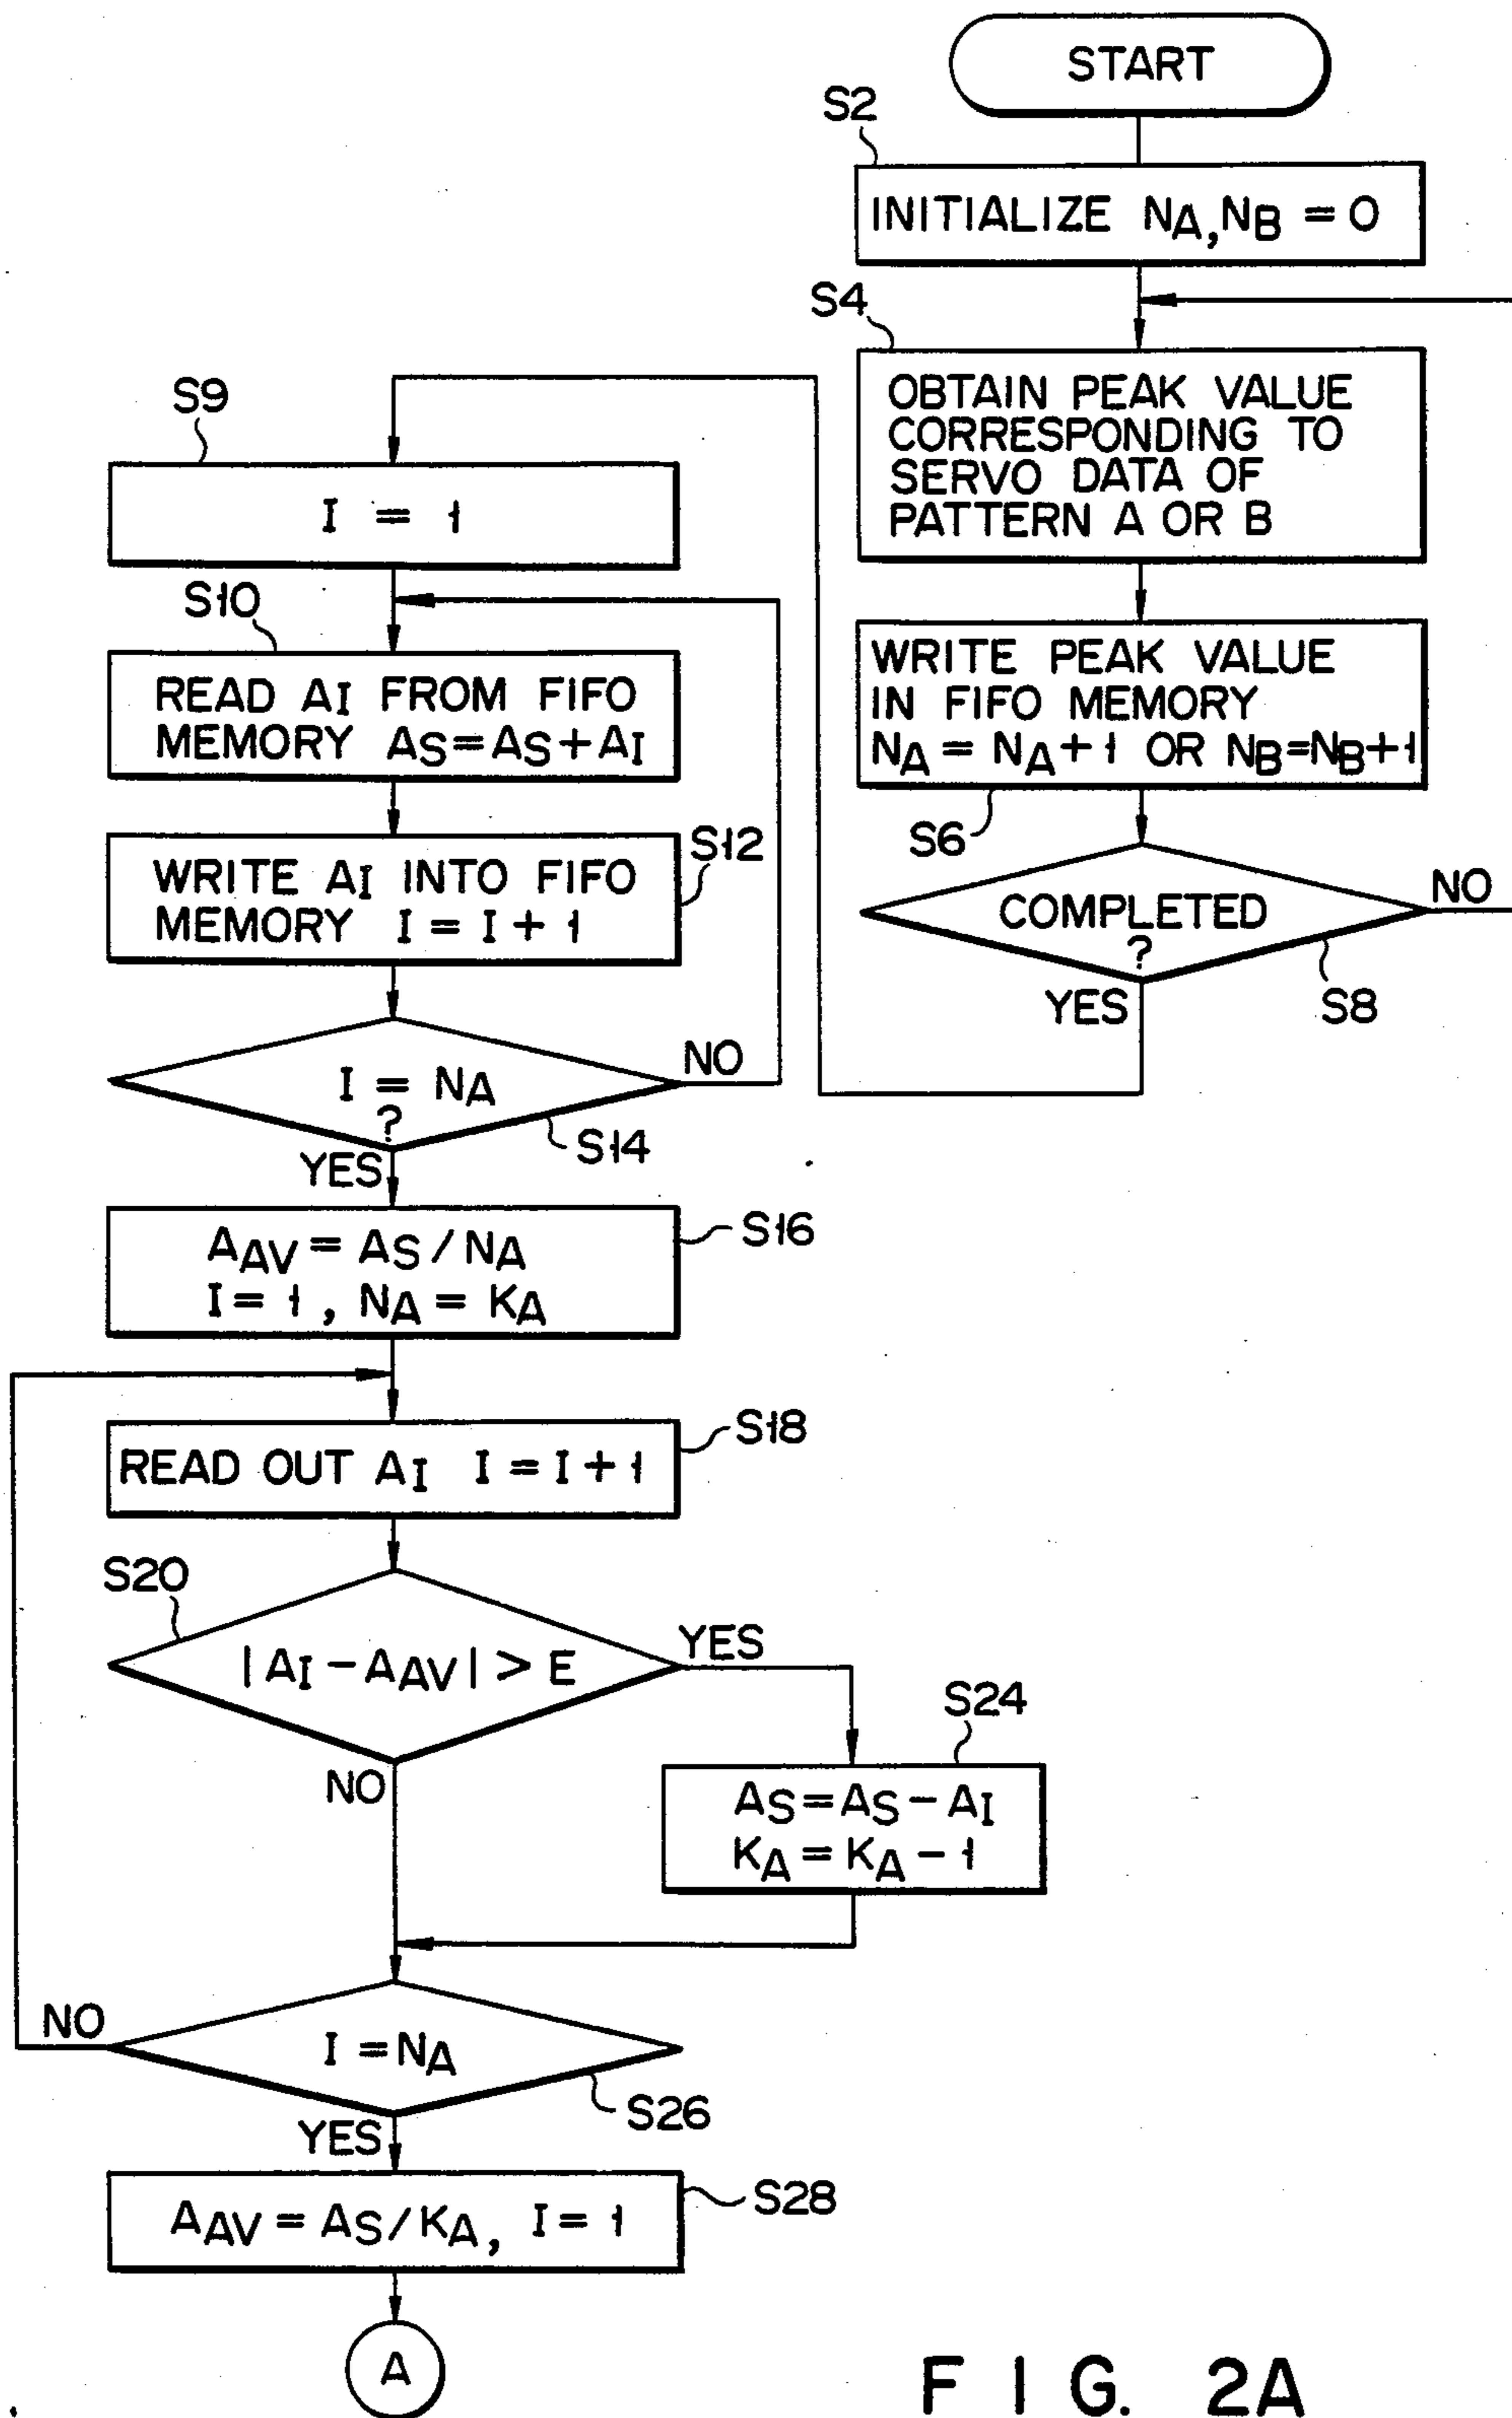 START
S2
INITIALIZE NA, NB = 0
S4
OBTAIN PEAK VALUE
CORRESPONDING TO
SERVO DATA OF
PATTERN A OR B
WRITE PEAK VALUE
IN FIFO MEMORY
NA = NA+1 OR NB=NB+1
S6
COMPLETED
?
NO
YES
S8
S9
I = 1
S10
READ AI FROM FIFO
MEMORY AS=AS+AI
S12
WRITE AI INTO FIFO
MEMORY I = I + 1
I = NA
?
NO
S14
YES
AAV = AS / NA
I = 1, NA = KA
S16
READ OUT AI I = I + 1
S18
S20
|AI - AAV| > E
YES
NO
S24
AS = AS - AI
KA = KA - 1
NO
I = NA
S26
YES
AAV = AS/KA, I = 1
S28
A
FIG. 2A